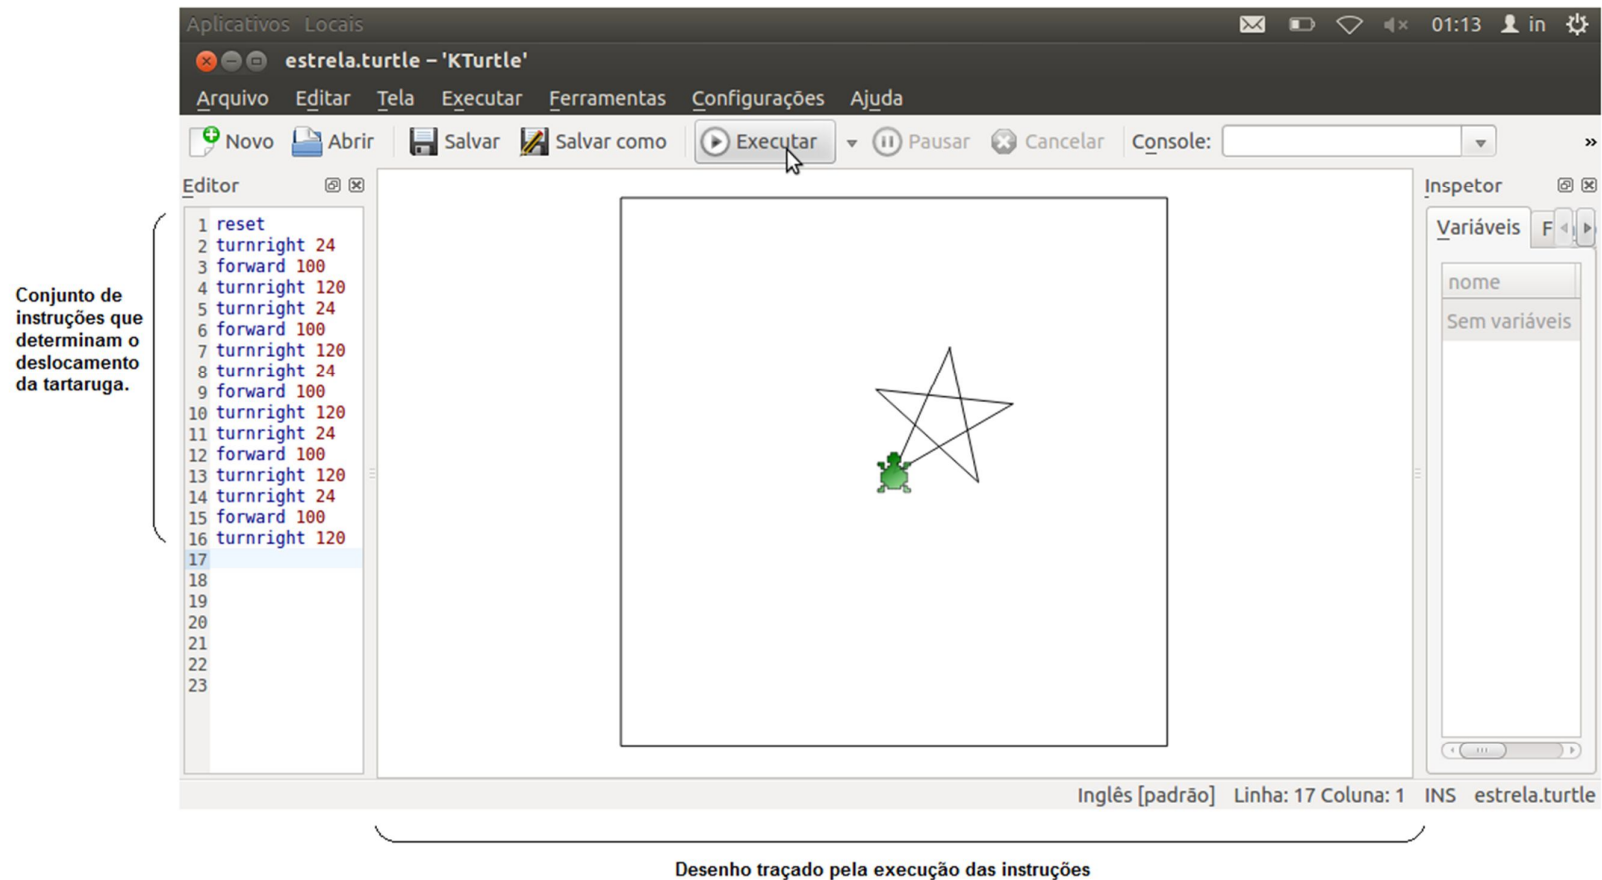 Aplicativos Locais
01:13 in
estrela.turtle – 'KTurtle'
Arquivo Editar Tela Executar Ferramentas Configurações Ajuda
Novo Abrir Salvar Salvar como Executar Pausar Cancelar Console: »
Editor
Inspetor
1 reset
2 turnright 24
3 forward 100
4 turnright 120
5 turnright 24
6 forward 100
7 turnright 120
8 turnright 24
9 forward 100
10 turnright 120
11 turnright 24
12 forward 100
13 turnright 120
14 turnright 24
15 forward 100
16 turnright 120
17
18
19
20
21
22
23
Conjunto de
instruções que
determinam o
deslocamento
da tartaruga.
Variáveis F
nome
Sem variáveis
Inglês [padrão] Linha: 17 Coluna: 1 INS estrela.turtle
Desenho traçado pela execução das instruções